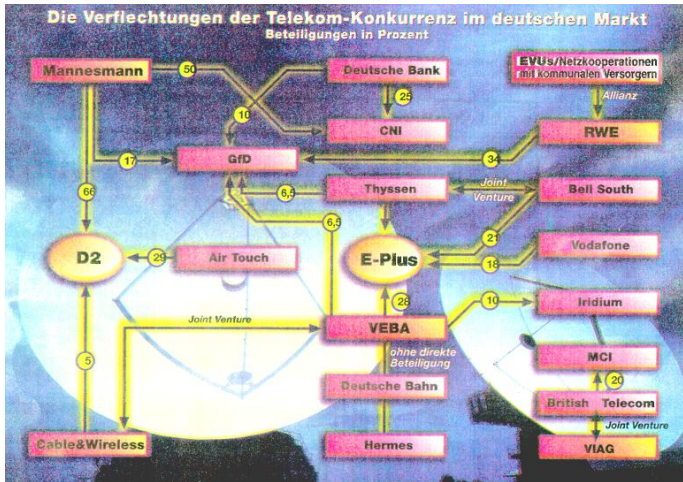 Die Verflechtungen der Telekom-Konkurrenz im deutschen Markt
Beteiligungen in Prozent
Mannesmann
50
Deutsche Bank
EVUs/Netzkooperationen
mit kommunalen Versorgern
25
Allianz
10
CNI
RWE
17
GfD
34
66
6,5
Thyssen
Joint
Venture
Bell South
6,5
21
D2
29
Air Touch
E-Plus
18
Vodafone
28
10
Iridium
Joint Venture
VEBA
ohne direkte
Beteiligung
MCI
5
20
Deutsche Bahn
British Telecom
Joint Venture
Cable&Wireless
Hermes
VIAG